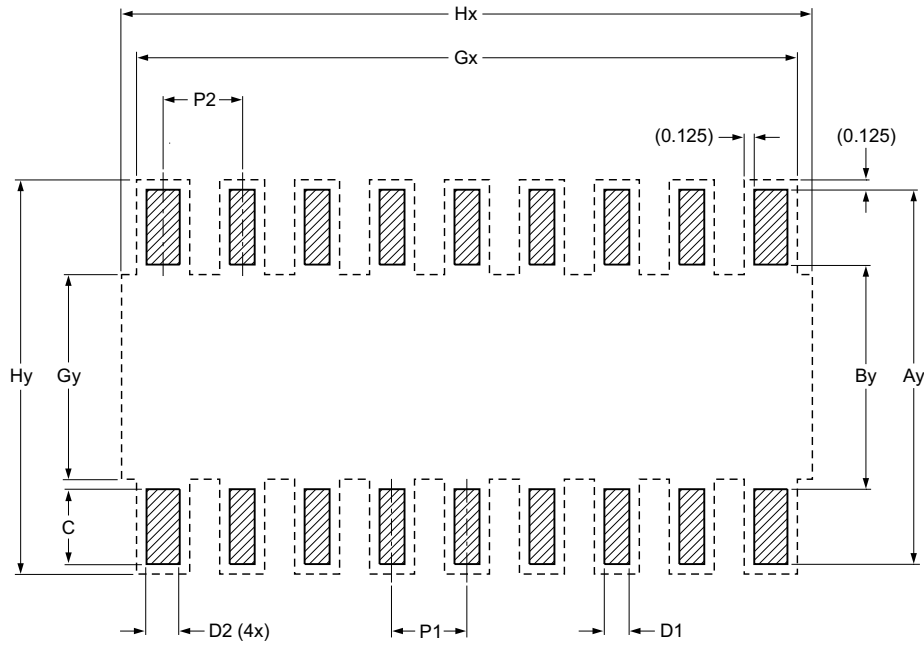 Hx
Gx
P2
(0.125)
(0.125)
Hy
Gy
By
Ay
C
D2 (4x)
P1
D1